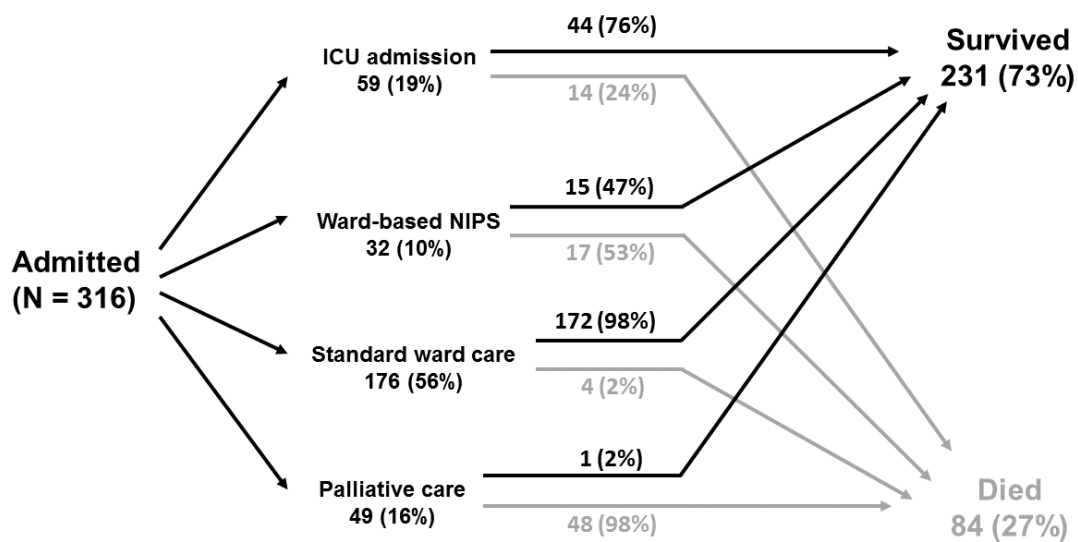 Admitted
(N = 316)
ICU admission
59 (19%)
44 (76%)
14 (24%)
Ward-based NIPS
32 (10%)
15 (47%)
17 (53%)
Standard ward care
176 (56%)
172 (98%)
4 (2%)
Palliative care
49 (16%)
1 (2%)
48 (98%)
Survived
231 (73%)
Died
84 (27%)